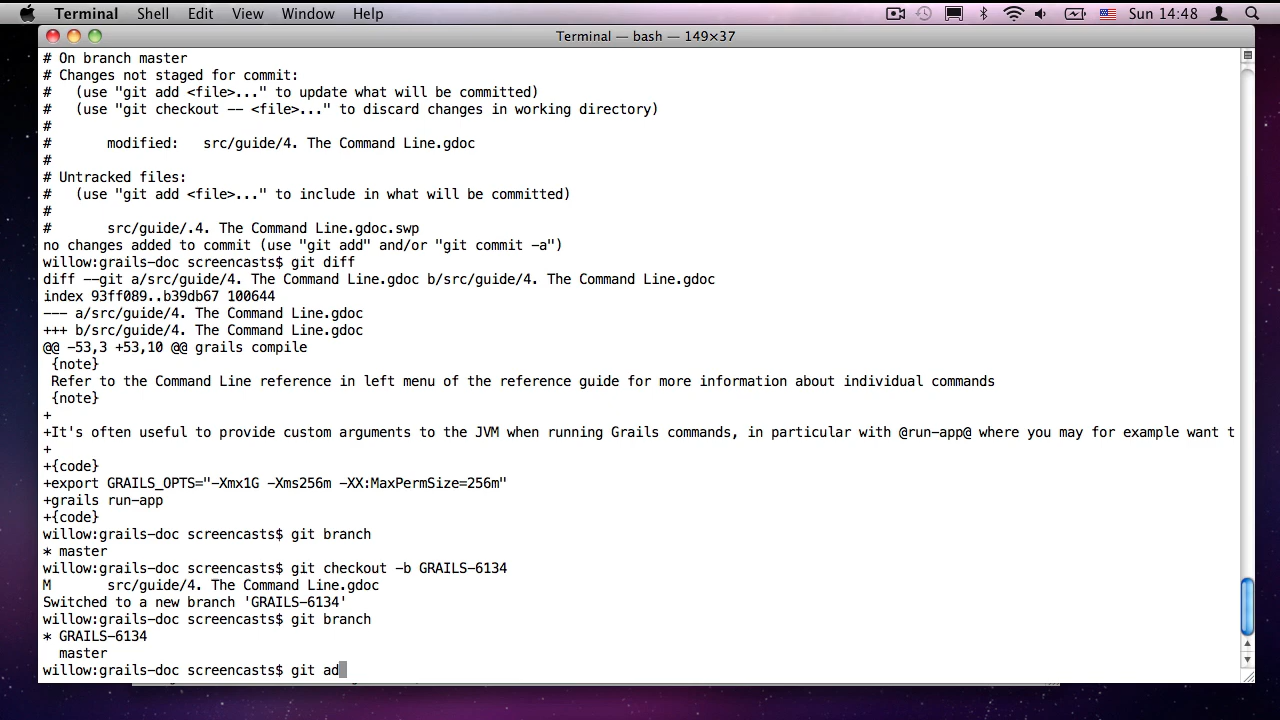 Terminal Shell Edit View Window Help Sun 14:48
Terminal — bash — 149×37
# On branch master
# Changes not staged for commit:
#   (use "git add <file>..." to update what will be committed)
#   (use "git checkout -- <file>..." to discard changes in working directory)
#
#       modified:   src/guide/4. The Command Line.gdoc
#
# Untracked files:
#   (use "git add <file>..." to include in what will be committed)
#
#       src/guide/.4. The Command Line.gdoc.swp
no changes added to commit (use "git add" and/or "git commit -a")
willow:grails-doc screencasts$ git diff
diff --git a/src/guide/4. The Command Line.gdoc b/src/guide/4. The Command Line.gdoc
index 93ff089..b39db67 100644
--- a/src/guide/4. The Command Line.gdoc
+++ b/src/guide/4. The Command Line.gdoc
@@ -53,3 +53,10 @@ grails compile
 {note}
 Refer to the Command Line reference in left menu of the reference guide for more information about individual commands
 {note}
+
+It's often useful to provide custom arguments to the JVM when running Grails commands, in particular with @run-app@ where you may for example want t
+
+{code}
+export GRAILS_OPTS="-Xmx1G -Xms256m -XX:MaxPermSize=256m"
+grails run-app
+{code}
willow:grails-doc screencasts$ git branch
* master
willow:grails-doc screencasts$ git checkout -b GRAILS-6134
M       src/guide/4. The Command Line.gdoc
Switched to a new branch 'GRAILS-6134'
willow:grails-doc screencasts$ git branch
* GRAILS-6134
  master
willow:grails-doc screencasts$ git ad